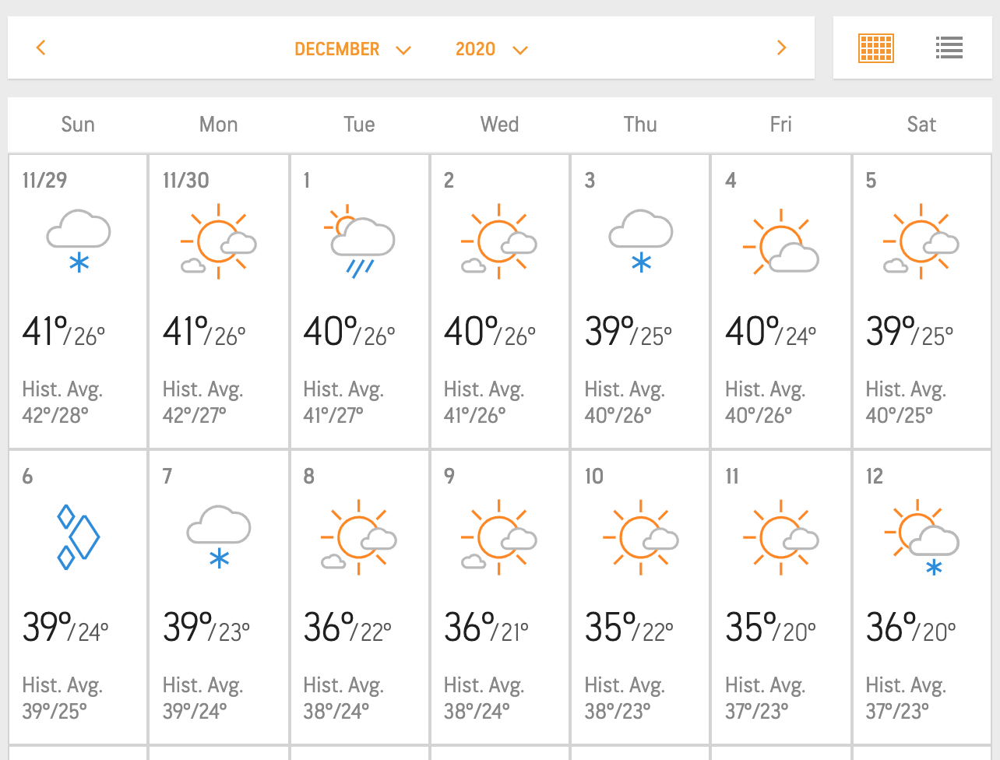 DECEMBER 2020
Sun Mon Tue Wed Thu Fri Sat
11/29 11/30 1 2 3 4 5
41°/26° 41°/26° 40°/26° 40°/26° 39°/25° 40°/24° 39°/25°
Hist. Avg. Hist. Avg. Hist. Avg. Hist. Avg. Hist. Avg. Hist. Avg. Hist. Avg.
42°/28° 42°/27° 41°/27° 41°/26° 40°/26° 40°/26° 40°/25°
6 7 8 9 10 11 12
39°/24° 39°/23° 36°/22° 36°/21° 35°/22° 35°/20° 36°/20°
Hist. Avg. Hist. Avg. Hist. Avg. Hist. Avg. Hist. Avg. Hist. Avg. Hist. Avg.
39°/25° 39°/24° 38°/24° 38°/24° 38°/23° 37°/23° 37°/23°